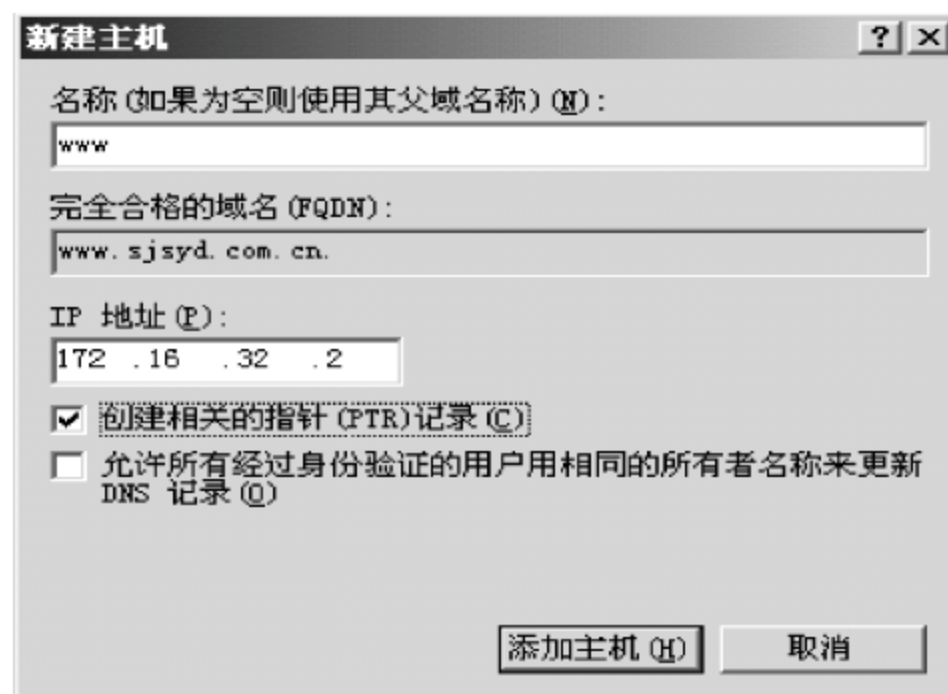 新建主机
名称(如果为空则使用其父域名称)(N):
www
完全合格的域名(FQDN):
www.sjsyd.com.cn.
IP 地址(P):
172 .16 .32 .2
创建相关的指针(PTR)记录(C)
允许所有经过身份验证的用户用相同的所有者名称来更新
DNS 记录(O)
添加主机(H) 取消